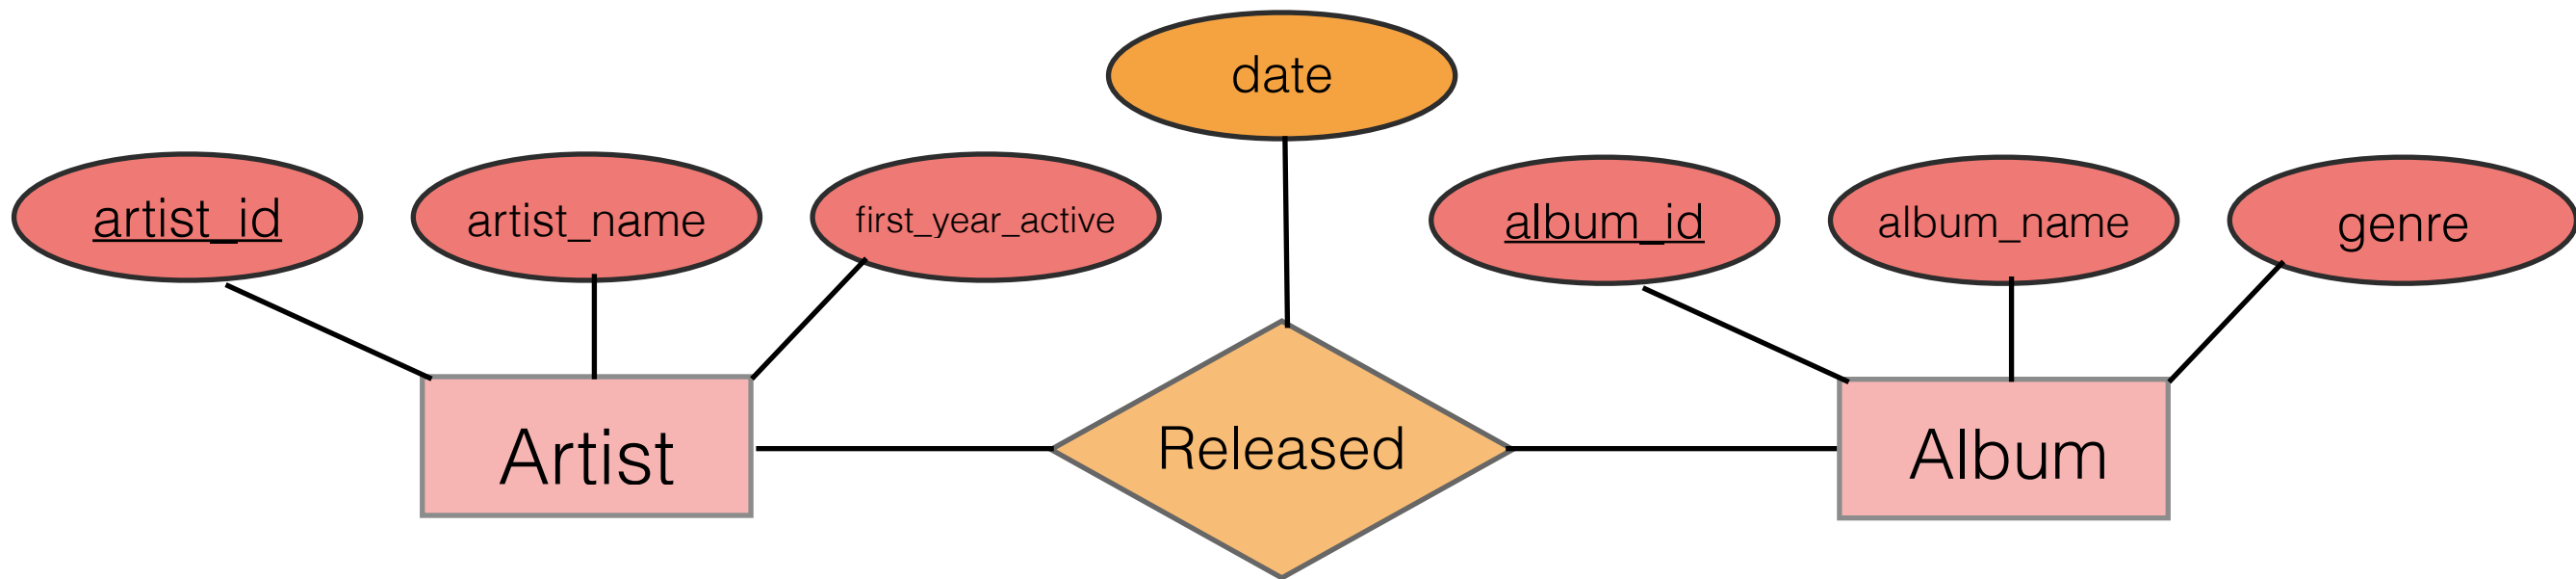 date
artist_id
artist_name
first_year_active
album_id
album_name
genre
Artist
Released
Album